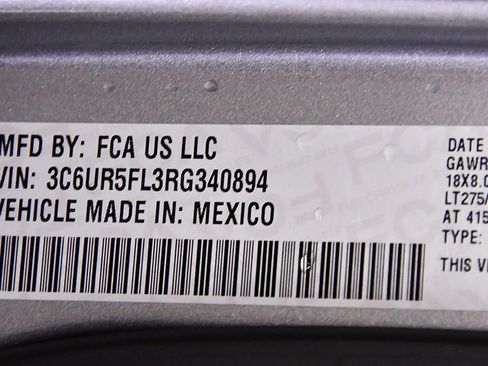 MFD BY: FCA US LLC
VIN: 3C6UR5FL3RG340894
VEHICLE MADE IN: MEXICO
DATE
GAWR
18X8.0
LT275/
AT 415
TYPE:
THIS V